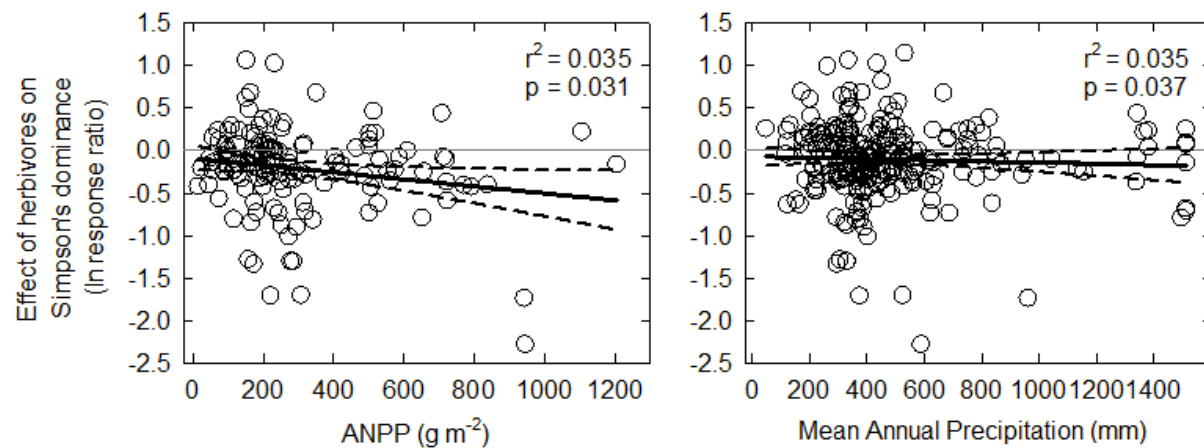 Effect of herbivores on
Simpson's dominance
(ln response ratio)
1.5
1.0
0.5
0.0
-0.5
-1.0
-1.5
-2.0
-2.5
r² = 0.035
p = 0.031
0 200 400 600 800 1000 1200
ANPP (g m⁻²)
1.5
1.0
0.5
0.0
-0.5
-1.0
-1.5
-2.0
-2.5
r² = 0.035
p = 0.037
0 200 400 600 800 1000 1200 1400
Mean Annual Precipitation (mm)